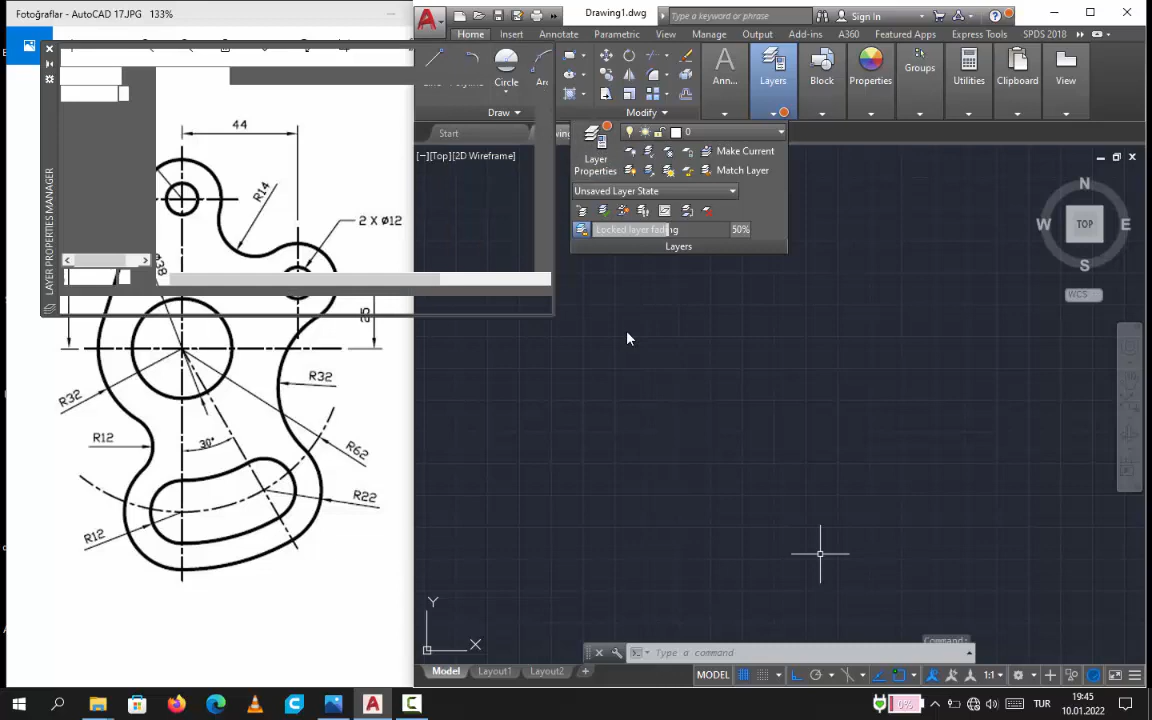 Fotoğraflar - AutoCAD 17.JPG 133%
Drawing1.dwg
Type a keyword or phrase
Sign In
Home
Insert
Annotate
Parametric
View
Manage
Output
Add-ins
A360
Featured Apps
Express Tools
SPDS 2018
Circle
Ann...
Layers
Block
Properties
Groups
Utilities
Clipboard
View
Draw
Modify
Start
0
Layer
Properties
Make Current
Match Layer
Unsaved Layer State
Locked layer fading
50%
Layers
[−][Top][2D Wireframe]
LAYER PROPERTIES MANAGER
44
R14
2 X ø12
ø38
25
R32
R32
R12
30°
R62
R22
R12
N
W
TOP
E
S
WCS
Y
X
Command:
Type a command
Model
Layout1
Layout2
MODEL
1:1
0%
TUR
19:45
10.01.2022